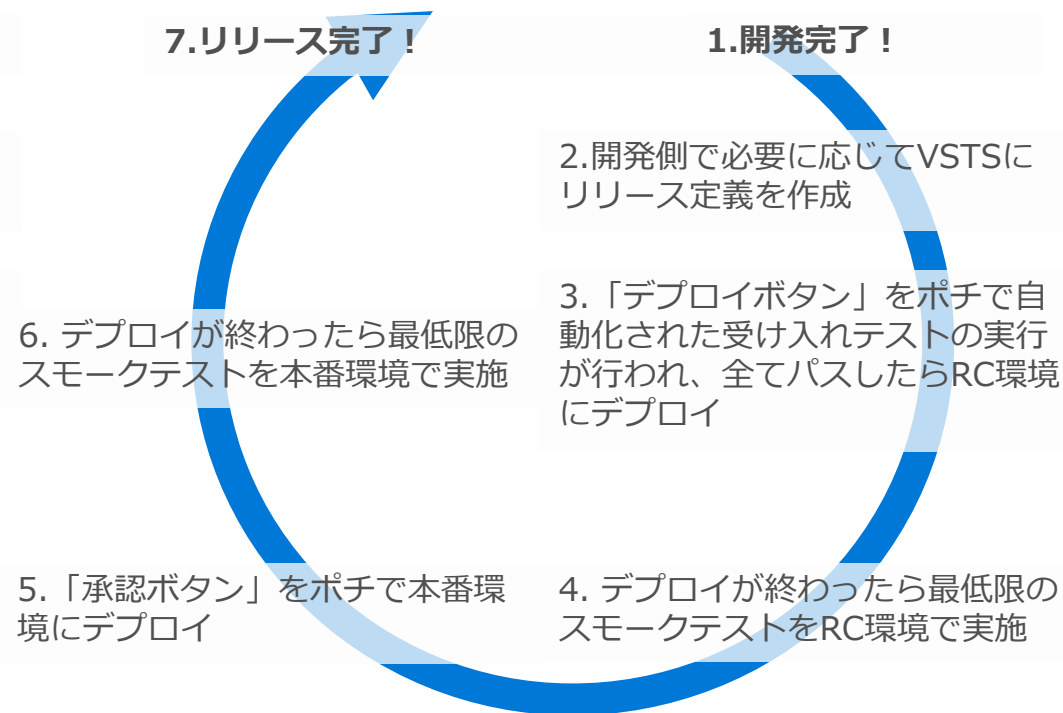 7.リリース完了！
1.開発完了！
2.開発側で必要に応じてVSTSに
リリース定義を作成
3.「デプロイボタン」をポチで自
動化された受け入れテストの実行
が行われ、全てパスしたらRC環境
にデプロイ
4. デプロイが終わったら最低限の
スモークテストをRC環境で実施
5.「承認ボタン」をポチで本番環
境にデプロイ
6. デプロイが終わったら最低限の
スモークテストを本番環境で実施